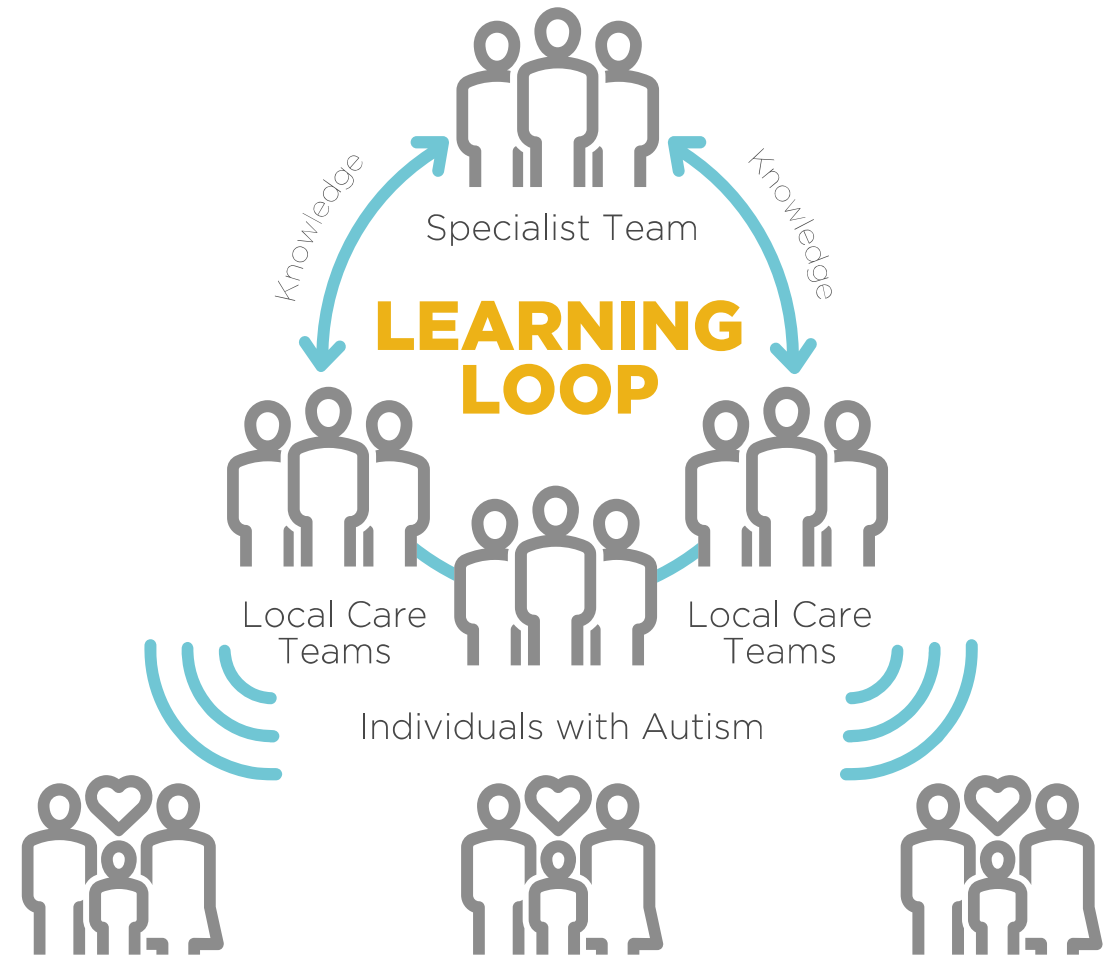 Knowledge
Knowledge
Specialist Team
LEARNING
LOOP
Local Care
Teams
Local Care
Teams
Individuals with Autism